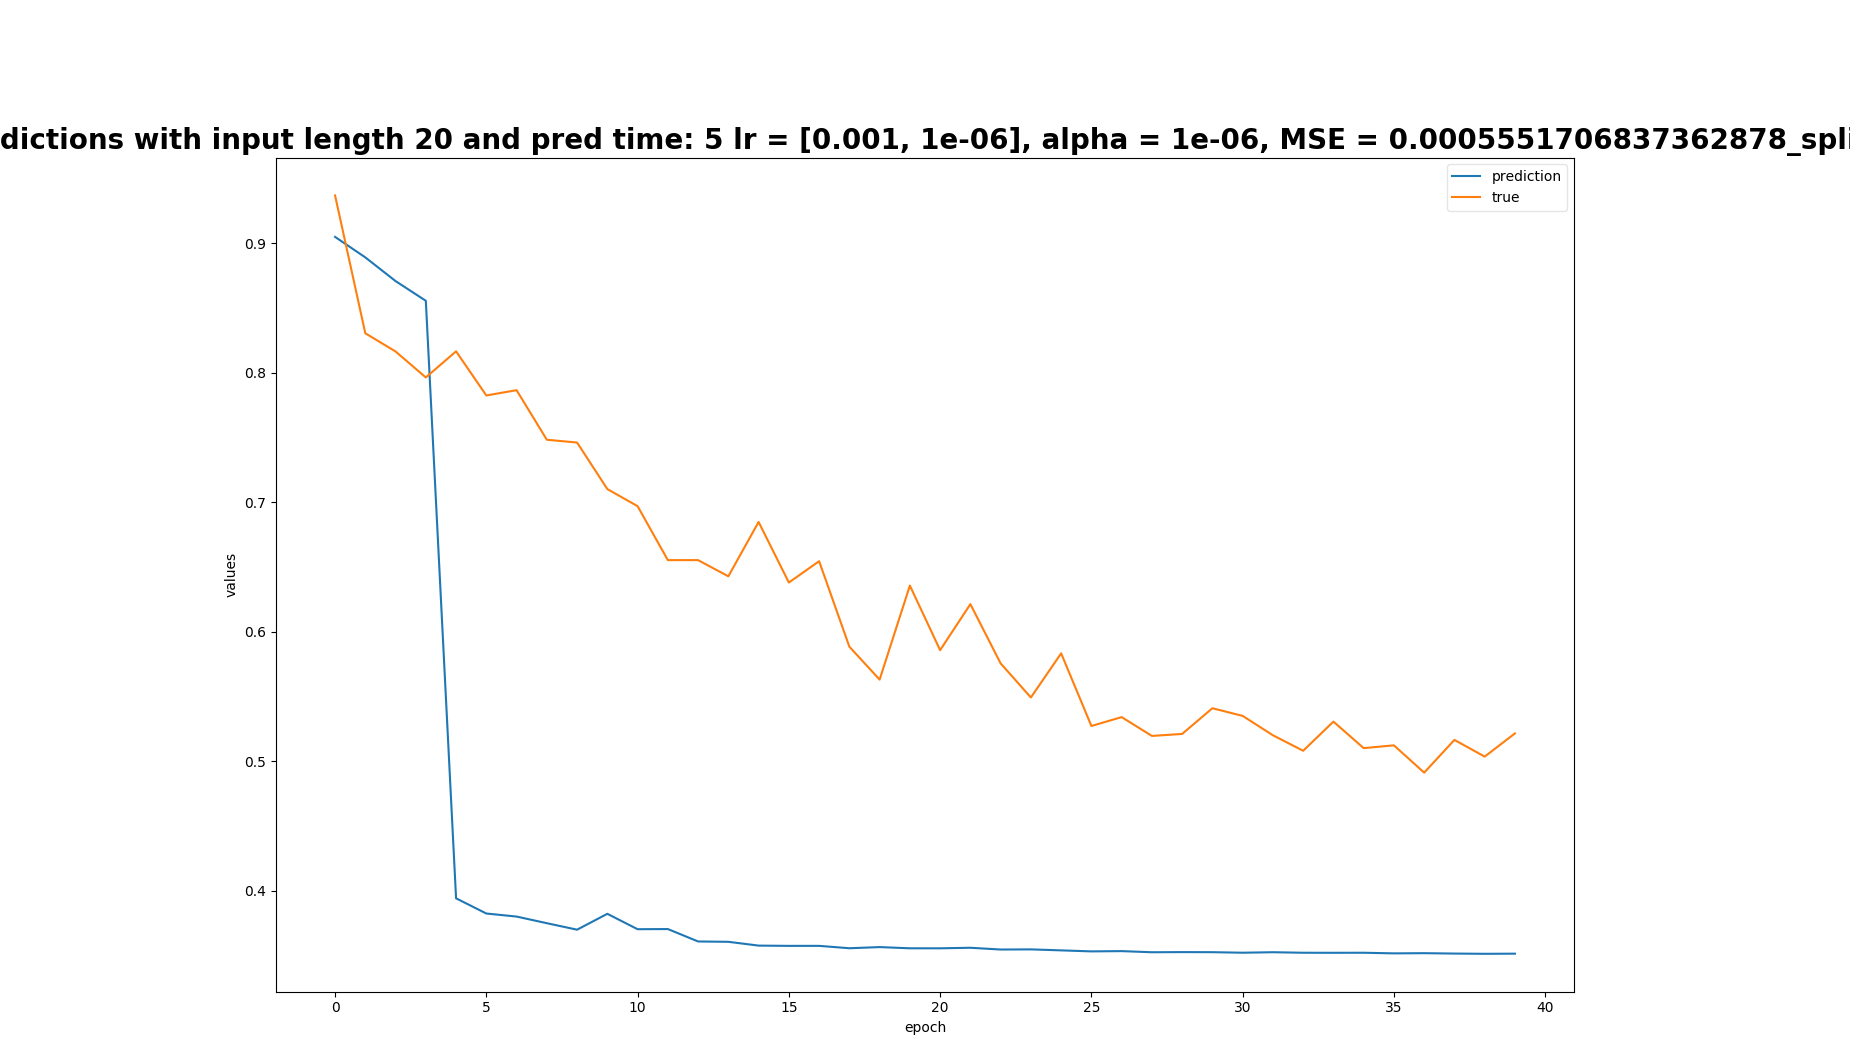 dictions with input length 20 and pred time: 5 lr = [0.001, 1e-06], alpha = 1e-06, MSE = 0.0005551706837362878_spli
prediction
true
0.9
0.8
0.7
0.6
0.5
0.4
values
0 5 10 15 20 25 30 35 40
epoch